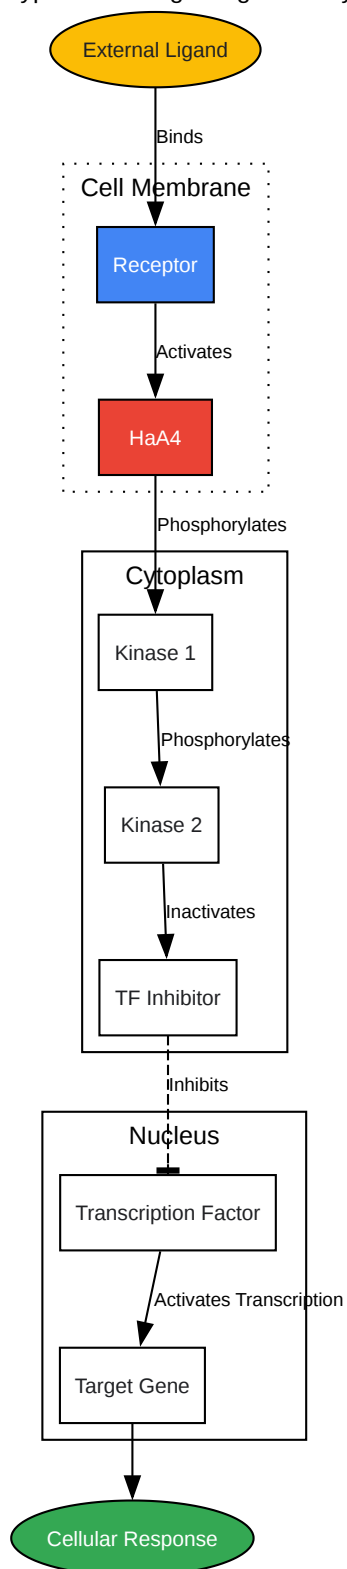 External Ligand
Binds
Cell Membrane
Receptor
Activates
HaA4
Phosphorylates
Cytoplasm
Kinase 1
Phosphorylates
Kinase 2
Inactivates
TF Inhibitor
Inhibits
Nucleus
Transcription Factor
Activates Transcription
Target Gene
Cellular Response